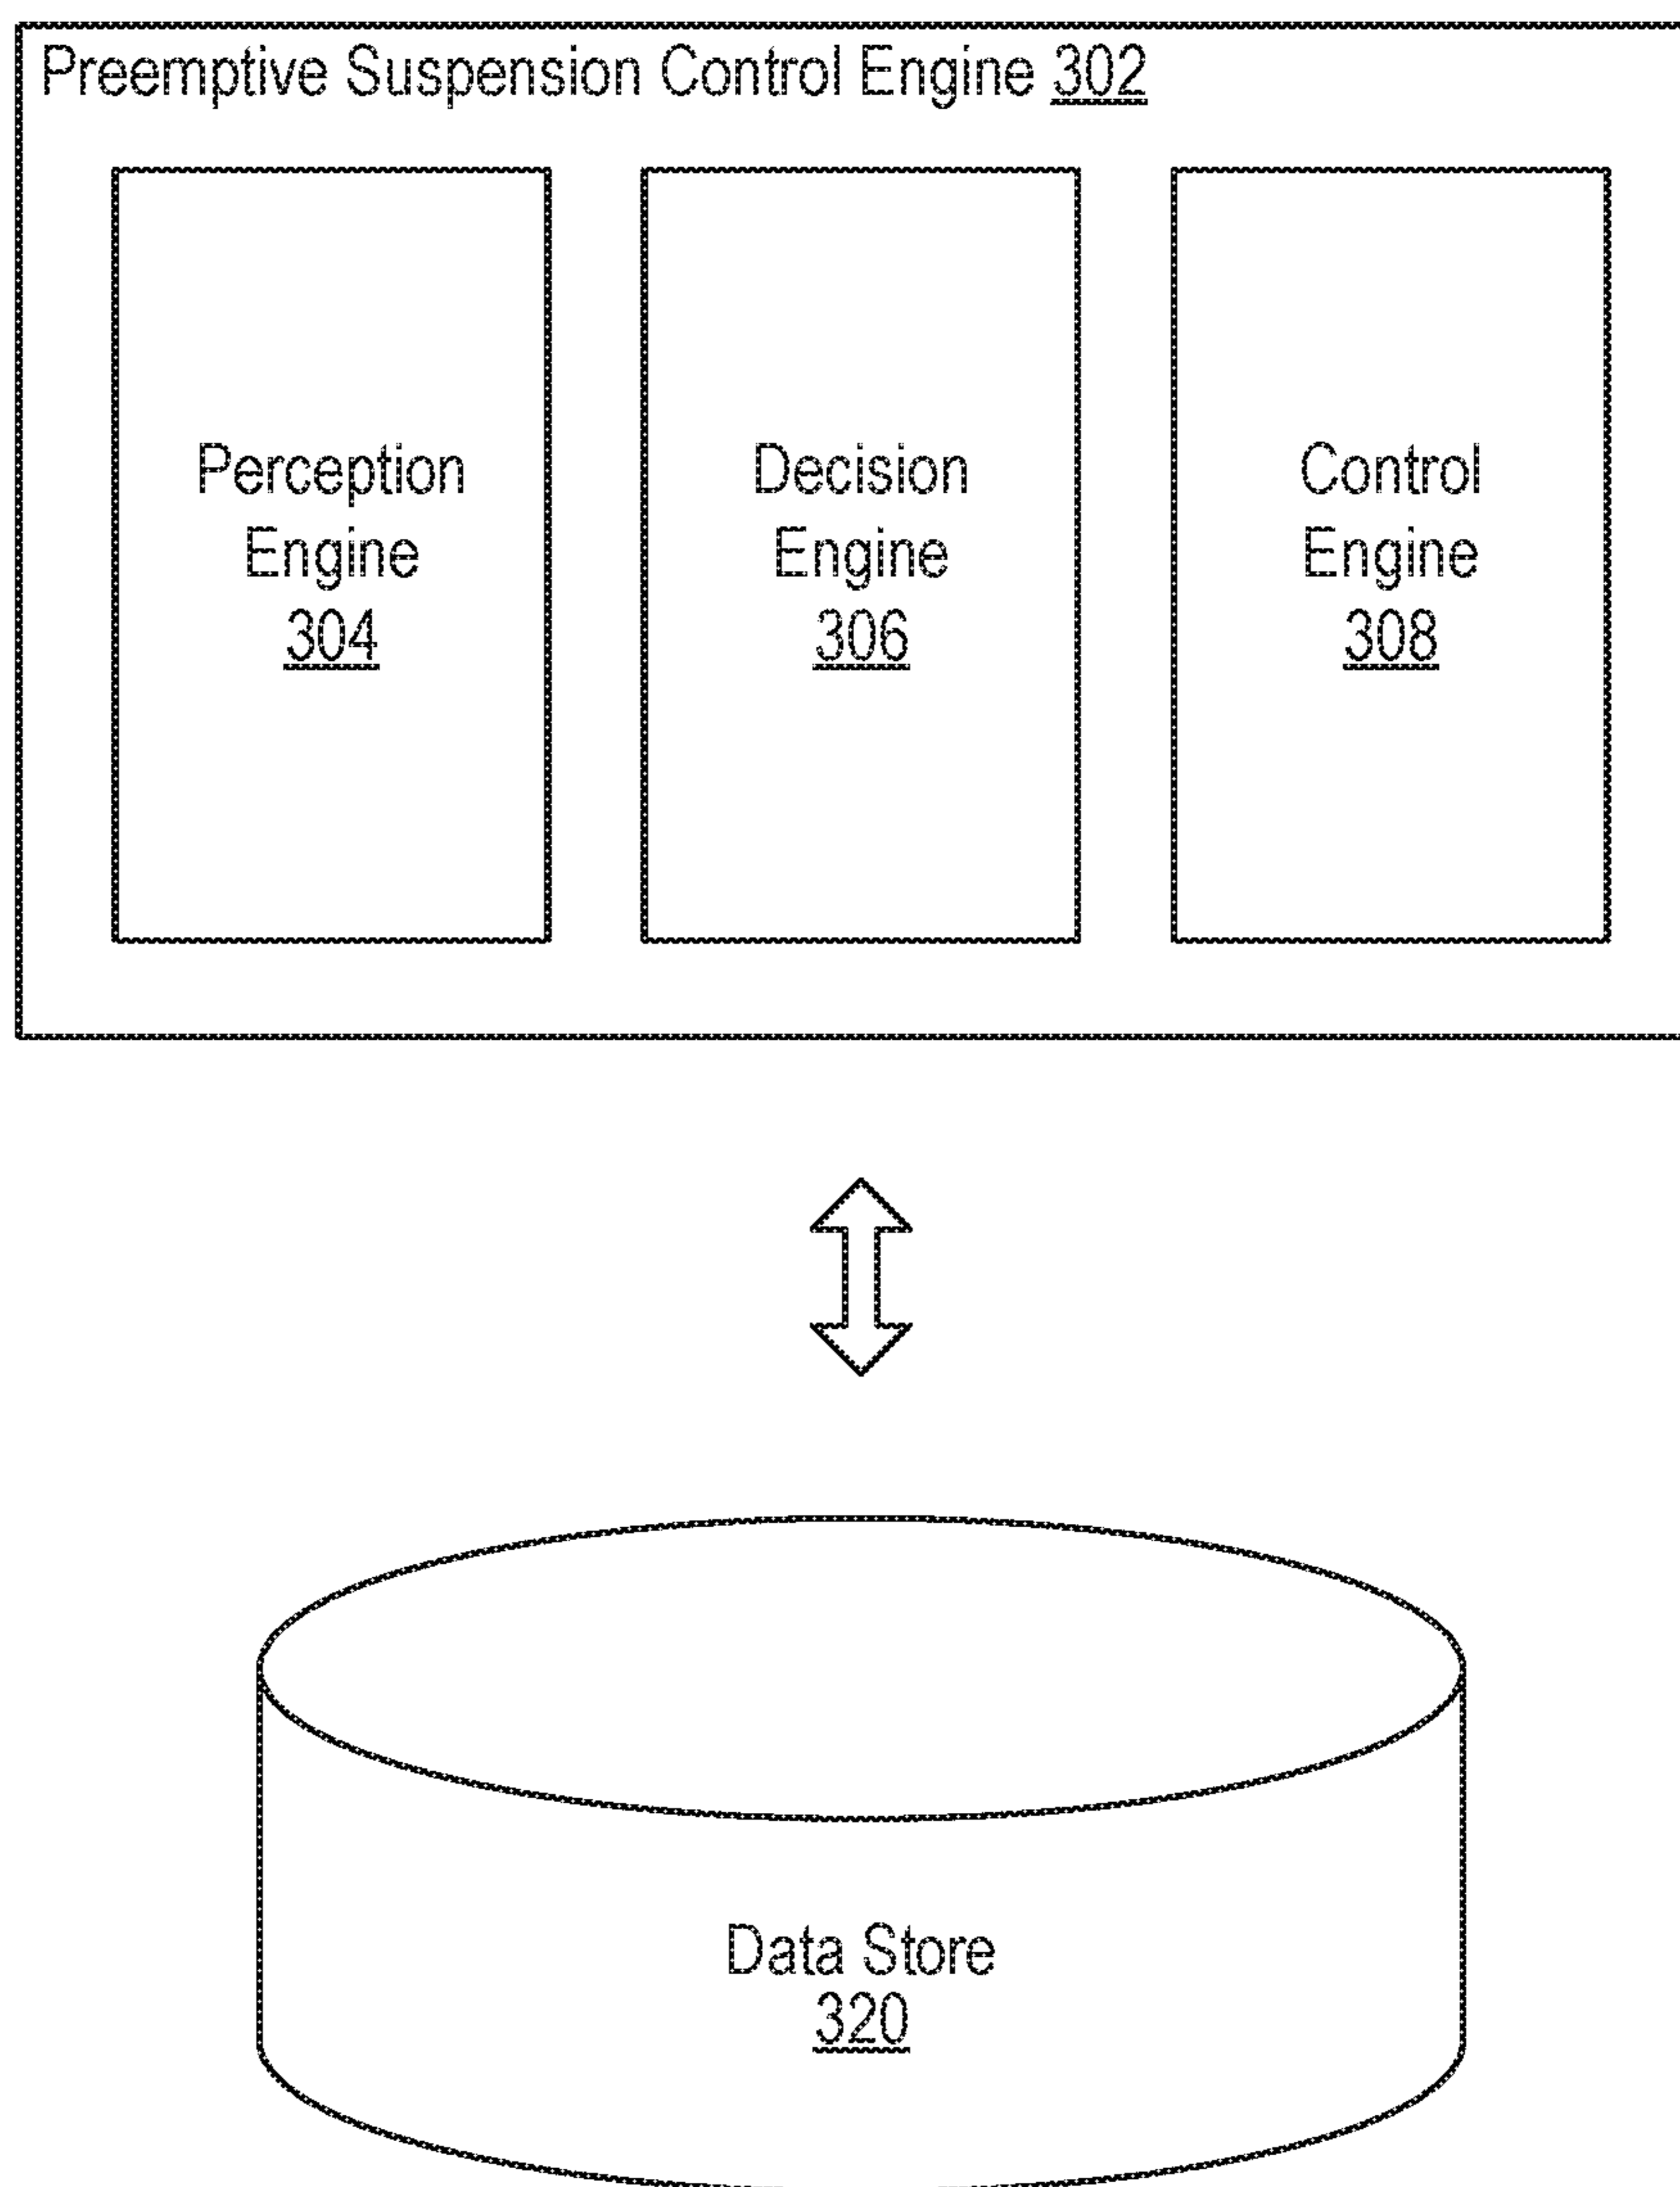 Preemptive Suspension Control Engine 302
Perception
Engine
304
Decision
Engine
306
Control
Engine
308
Data Store
320